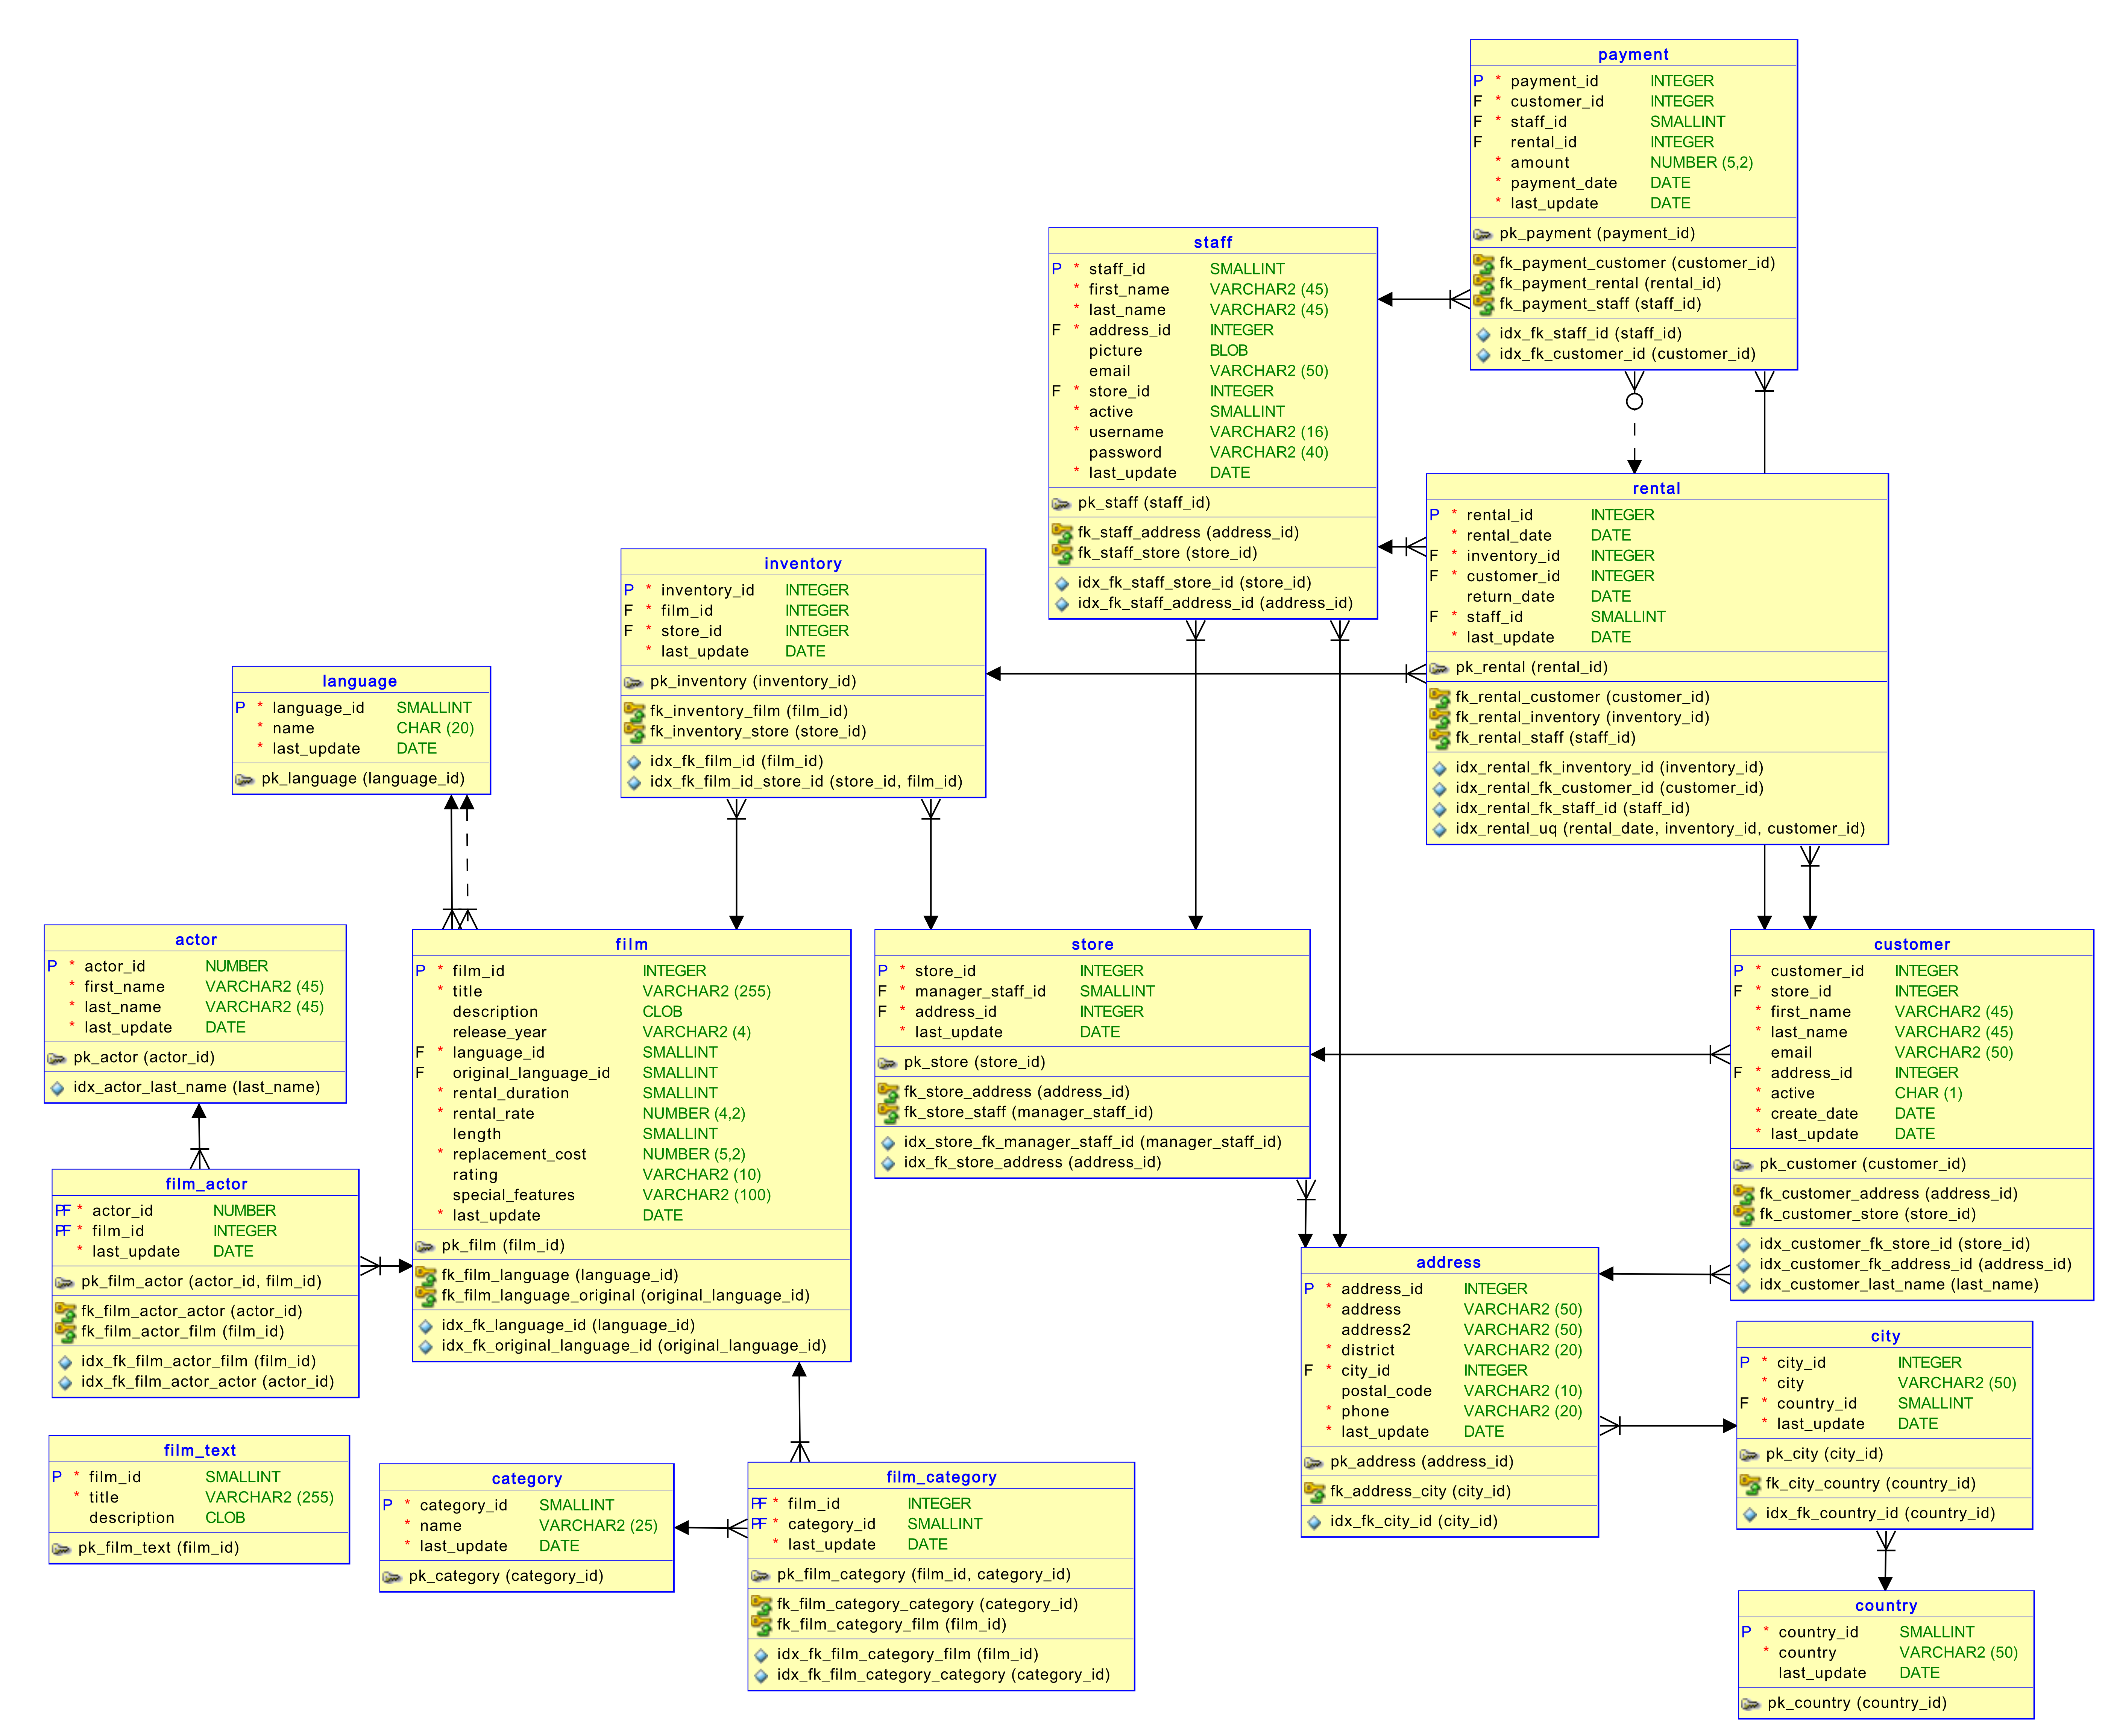 payment
P * payment_id INTEGER
F * customer_id INTEGER
F * staff_id SMALLINT
F rental_id INTEGER
* amount NUMBER (5,2)
* payment_date DATE
* last_update DATE
pk_payment (payment_id)
fk_payment_customer (customer_id)
fk_payment_rental (rental_id)
fk_payment_staff (staff_id)
idx_fk_staff_id (staff_id)
idx_fk_customer_id (customer_id)
staff
P * staff_id SMALLINT
* first_name VARCHAR2 (45)
* last_name VARCHAR2 (45)
F * address_id INTEGER
picture BLOB
email VARCHAR2 (50)
F * store_id INTEGER
* active SMALLINT
* username VARCHAR2 (16)
password VARCHAR2 (40)
* last_update DATE
pk_staff (staff_id)
fk_staff_address (address_id)
fk_staff_store (store_id)
idx_fk_staff_store_id (store_id)
idx_fk_staff_address_id (address_id)
rental
P * rental_id INTEGER
* rental_date DATE
F * inventory_id INTEGER
F * customer_id INTEGER
return_date DATE
F * staff_id SMALLINT
* last_update DATE
pk_rental (rental_id)
fk_rental_customer (customer_id)
fk_rental_inventory (inventory_id)
fk_rental_staff (staff_id)
idx_rental_fk_inventory_id (inventory_id)
idx_rental_fk_customer_id (customer_id)
idx_rental_fk_staff_id (staff_id)
idx_rental_uq (rental_date, inventory_id, customer_id)
inventory
P * inventory_id INTEGER
F * film_id INTEGER
F * store_id INTEGER
* last_update DATE
pk_inventory (inventory_id)
fk_inventory_film (film_id)
fk_inventory_store (store_id)
idx_fk_film_id (film_id)
idx_fk_film_id_store_id (store_id, film_id)
language
P * language_id SMALLINT
* name CHAR (20)
* last_update DATE
pk_language (language_id)
actor
P * actor_id NUMBER
* first_name VARCHAR2 (45)
* last_name VARCHAR2 (45)
* last_update DATE
pk_actor (actor_id)
idx_actor_last_name (last_name)
film
P * film_id INTEGER
* title VARCHAR2 (255)
description CLOB
release_year VARCHAR2 (4)
F * language_id SMALLINT
F original_language_id SMALLINT
* rental_duration SMALLINT
* rental_rate NUMBER (4,2)
length SMALLINT
* replacement_cost NUMBER (5,2)
rating VARCHAR2 (10)
special_features VARCHAR2 (100)
* last_update DATE
pk_film (film_id)
fk_film_language (language_id)
fk_film_language_original (original_language_id)
idx_fk_language_id (language_id)
idx_fk_original_language_id (original_language_id)
store
P * store_id INTEGER
F * manager_staff_id SMALLINT
F * address_id INTEGER
* last_update DATE
pk_store (store_id)
fk_store_address (address_id)
fk_store_staff (manager_staff_id)
idx_store_fk_manager_staff_id (manager_staff_id)
idx_fk_store_address (address_id)
customer
P * customer_id INTEGER
F * store_id INTEGER
* first_name VARCHAR2 (45)
* last_name VARCHAR2 (45)
email VARCHAR2 (50)
F * address_id INTEGER
* active CHAR (1)
* create_date DATE
* last_update DATE
pk_customer (customer_id)
fk_customer_address (address_id)
fk_customer_store (store_id)
idx_customer_fk_store_id (store_id)
idx_customer_fk_address_id (address_id)
idx_customer_last_name (last_name)
film_actor
PF * actor_id NUMBER
PF * film_id INTEGER
* last_update DATE
pk_film_actor (actor_id, film_id)
fk_film_actor_actor (actor_id)
fk_film_actor_film (film_id)
idx_fk_film_actor_film (film_id)
idx_fk_film_actor_actor (actor_id)
address
P * address_id INTEGER
* address VARCHAR2 (50)
address2 VARCHAR2 (50)
* district VARCHAR2 (20)
F * city_id INTEGER
postal_code VARCHAR2 (10)
* phone VARCHAR2 (20)
* last_update DATE
pk_address (address_id)
fk_address_city (city_id)
idx_fk_city_id (city_id)
city
P * city_id INTEGER
* city VARCHAR2 (50)
F * country_id SMALLINT
* last_update DATE
pk_city (city_id)
fk_city_country (country_id)
idx_fk_country_id (country_id)
film_text
P * film_id SMALLINT
* title VARCHAR2 (255)
description CLOB
pk_film_text (film_id)
category
P * category_id SMALLINT
* name VARCHAR2 (25)
* last_update DATE
pk_category (category_id)
film_category
PF * film_id INTEGER
PF * category_id SMALLINT
* last_update DATE
pk_film_category (film_id, category_id)
fk_film_category_category (category_id)
fk_film_category_film (film_id)
idx_fk_film_category_film (film_id)
idx_fk_film_category_category (category_id)
country
P * country_id SMALLINT
* country VARCHAR2 (50)
last_update DATE
pk_country (country_id)